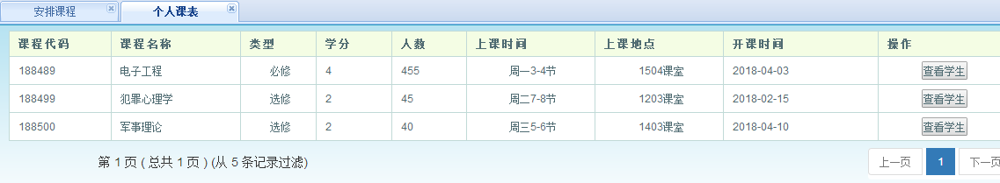 安排课程 个人课表
课程代码 课程名称 类型 学分 人数 上课时间 上课地点 开课时间 操作
188489 电子工程 必修 4 455 周一3-4节 1504课室 2018-04-03 查看学生
188499 犯罪心理学 选修 2 45 周二7-8节 1203课室 2018-02-15 查看学生
188500 军事理论 选修 2 40 周三5-6节 1403课室 2018-04-10 查看学生
第 1 页 ( 总共 1 页 ) (从 5 条记录过滤) 上一页 1 下一页